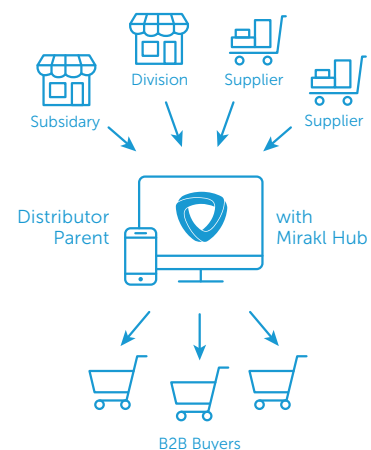 Division
Supplier
Subsidary
Supplier
Distributor
Parent
with
Mirakl Hub
B2B Buyers